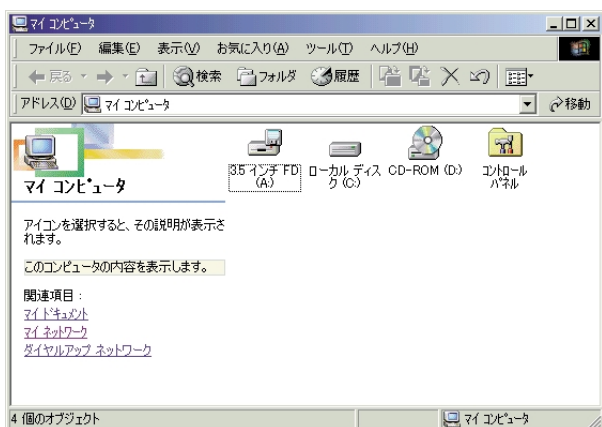 マイ コンピュータ
ファイル(F) 編集(E) 表示(V) お気に入り(A) ツール(T) ヘルプ(H)
戻る 検索 フォルダ 履歴
アドレス(D) マイ コンピュータ 移動
マイ コンピュータ
アイコンを選択すると、その説明が表示さ
れます。
このコンピュータの内容を表示します。
関連項目:
マイ ドキュメント
マイ ネットワーク
ダイヤルアップ ネットワーク
3.5 インチ FD
(A:)
ローカル ディス
ク (C:)
CD-ROM (D:)
コントロール
パネル
4 個のオブジェクト
マイ コンピュータ